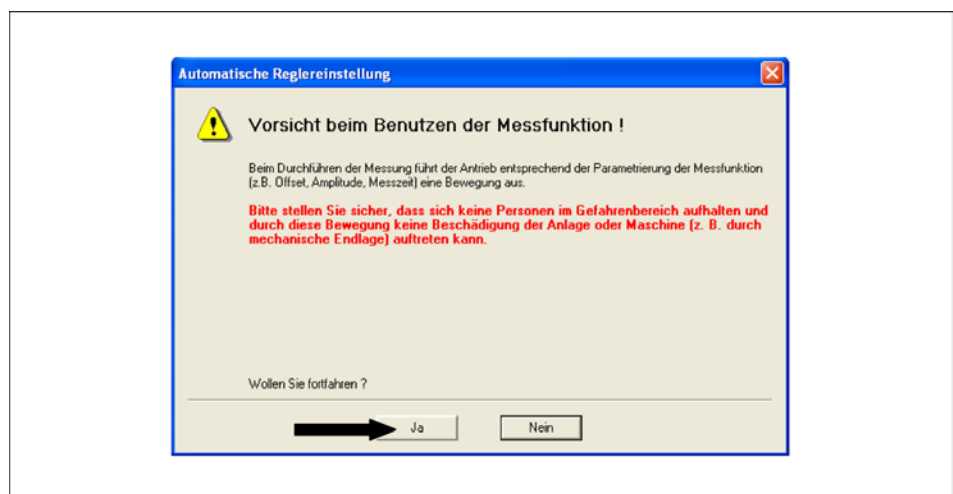 Automatische Reglereinstellung
Vorsicht beim Benutzen der Messfunktion !
Beim Durchführen der Messung führt der Antrieb entsprechend der Parametrierung der Messfunktion
(z.B. Offset, Amplitude, Messzeit) eine Bewegung aus.
Bitte stellen Sie sicher, dass sich keine Personen im Gefahrenbereich aufhalten und
durch diese Bewegung keine Beschädigung der Anlage oder Maschine (z. B. durch
mechanische Endlage) auftreten kann.
Wollen Sie fortfahren ?
Ja
Nein